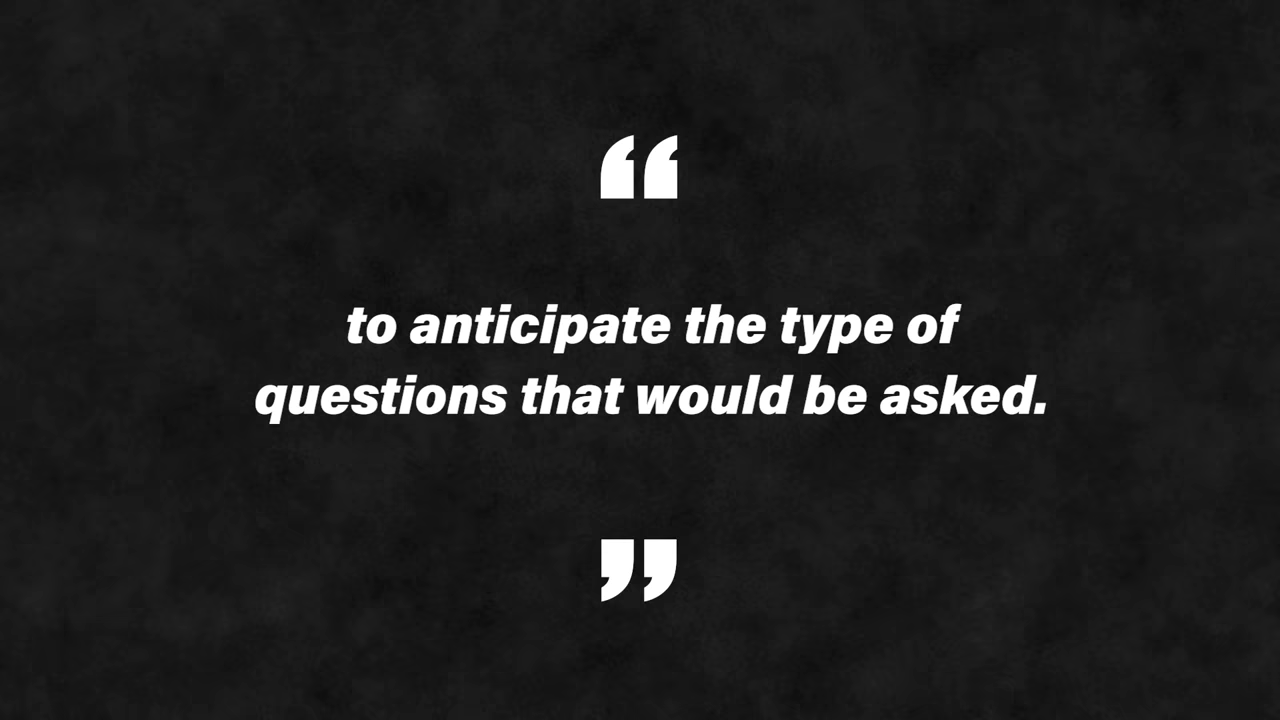 “
to anticipate the type of
questions that would be asked.
”